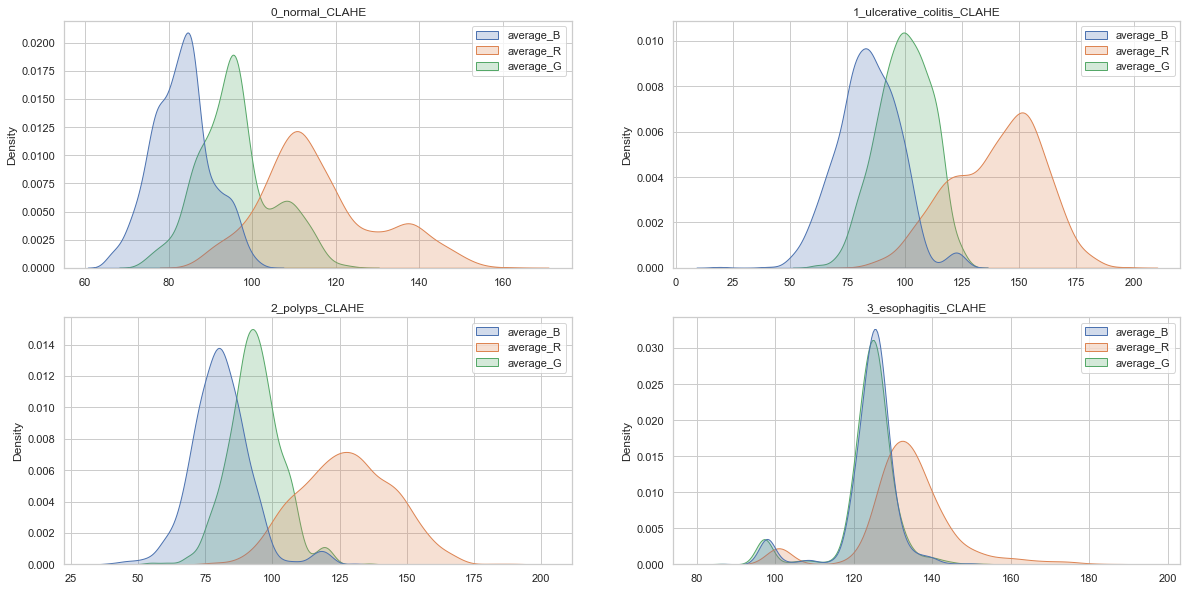 0_normal_CLAHE
Density
0.0200
0.0175
0.0150
0.0125
0.0100
0.0075
0.0050
0.0025
0.0000
60 80 100 120 140 160
average_B
average_R
average_G
1_ulcerative_colitis_CLAHE
Density
0.010
0.008
0.006
0.004
0.002
0.000
0 25 50 75 100 125 150 175 200
average_B
average_R
average_G
2_polyps_CLAHE
Density
0.014
0.012
0.010
0.008
0.006
0.004
0.002
0.000
25 50 75 100 125 150 175 200
average_B
average_R
average_G
3_esophagitis_CLAHE
Density
0.030
0.025
0.020
0.015
0.010
0.005
0.000
80 100 120 140 160 180 200
average_B
average_R
average_G